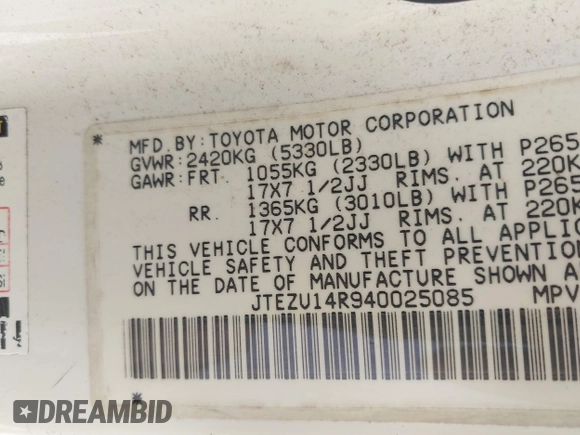 MFD.BY:TOYOTA MOTOR CORPORATION
GVWR:2420KG (5330LB)
GAWR:FRT. 1055KG (2330LB) WITH P265
17X7 1/2JJ RIMS. AT 220K
RR. 1365KG (3010LB) WITH P265
17X7 1/2JJ RIMS. AT 220K
THIS VEHICLE CONFORMS TO ALL APPLIC
VEHICLE SAFETY AND THEFT PREVENTION
ON THE DATE OF MANUFACTURE SHOWN A
JTEZU14R940025085 MPV
DREAMBID